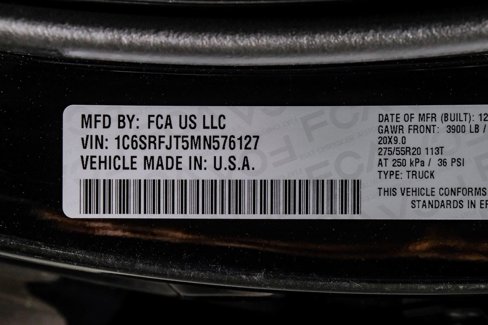 MFD BY: FCA US LLC
VIN: 1C6SRFJT5MN576127
VEHICLE MADE IN: U.S.A.
DATE OF MFR (BUILT): 12
GAWR FRONT: 3900 LB /
20X9.0
275/55R20 113T
AT 250 kPa / 36 PSI
TYPE: TRUCK
THIS VEHICLE CONFORMS
STANDARDS IN EF